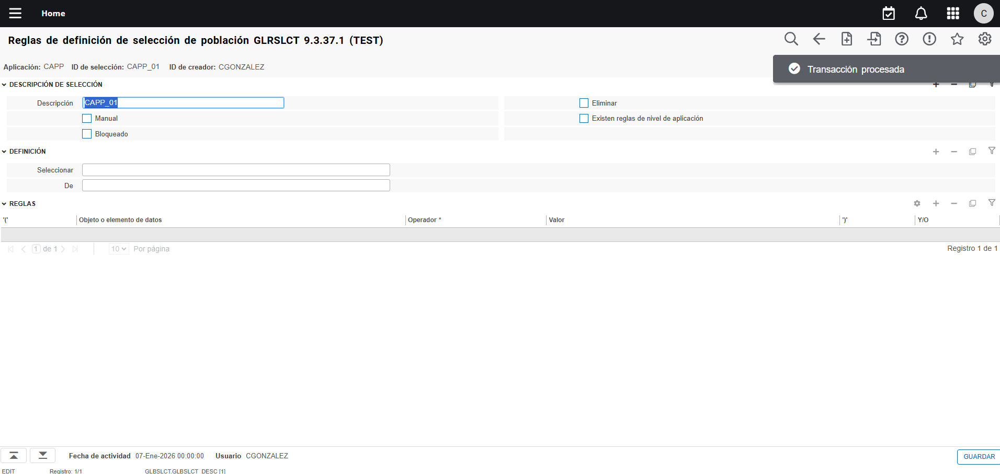 Home
C
Reglas de definición de selección de población GLRSLCT 9.3.37.1 (TEST)
Transacción procesada
Aplicación: CAPP ID de selección: CAPP_01 ID de creador: CGONZALEZ
DESCRIPCIÓN DE SELECCIÓN
Descripción CAPP_01
Eliminar
Manual
Existen reglas de nivel de aplicación
Bloqueado
DEFINICIÓN
Seleccionar
De
REGLAS
'(' Objeto o elemento de datos Operador * Valor ')' Y/O
1 de 1 10 Por página Registro 1 de 1
Fecha de actividad 07-Ene-2026 00:00:00 Usuario CGONZALEZ
GUARDAR
EDIT Registro: 1/1 GLBSLCT.GLBSLCT_DESC [1]